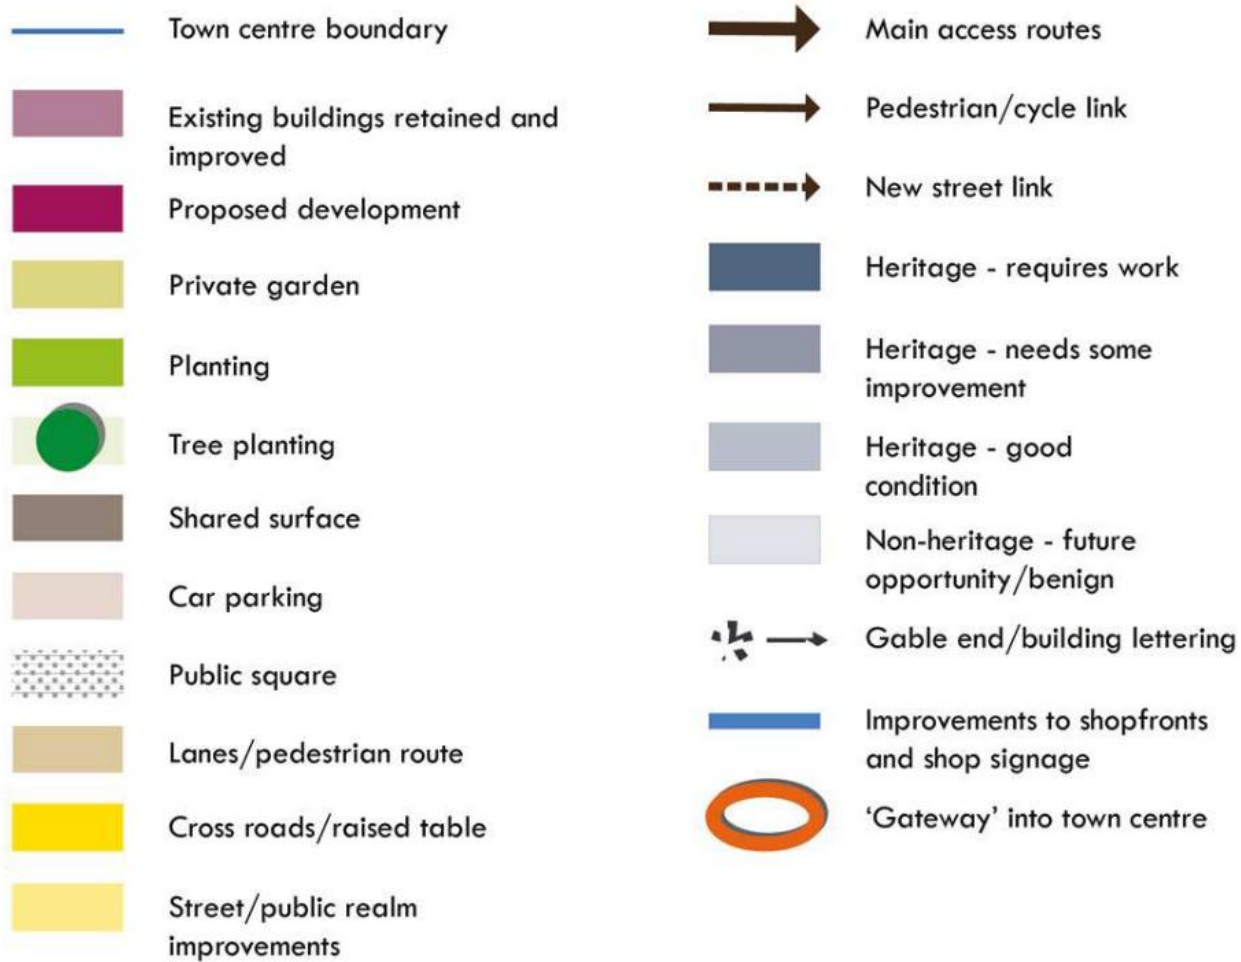 Town centre boundary
Existing buildings retained and
improved
Proposed development
Private garden
Planting
Tree planting
Shared surface
Car parking
Public square
Lanes/pedestrian route
Cross roads/raised table
Street/public realm
improvements
Main access routes
Pedestrian/cycle link
New street link
Heritage - requires work
Heritage - needs some
improvement
Heritage - good
condition
Non-heritage - future
opportunity/benign
Gable end/building lettering
Improvements to shopfronts
and shop signage
‘Gateway’ into town centre